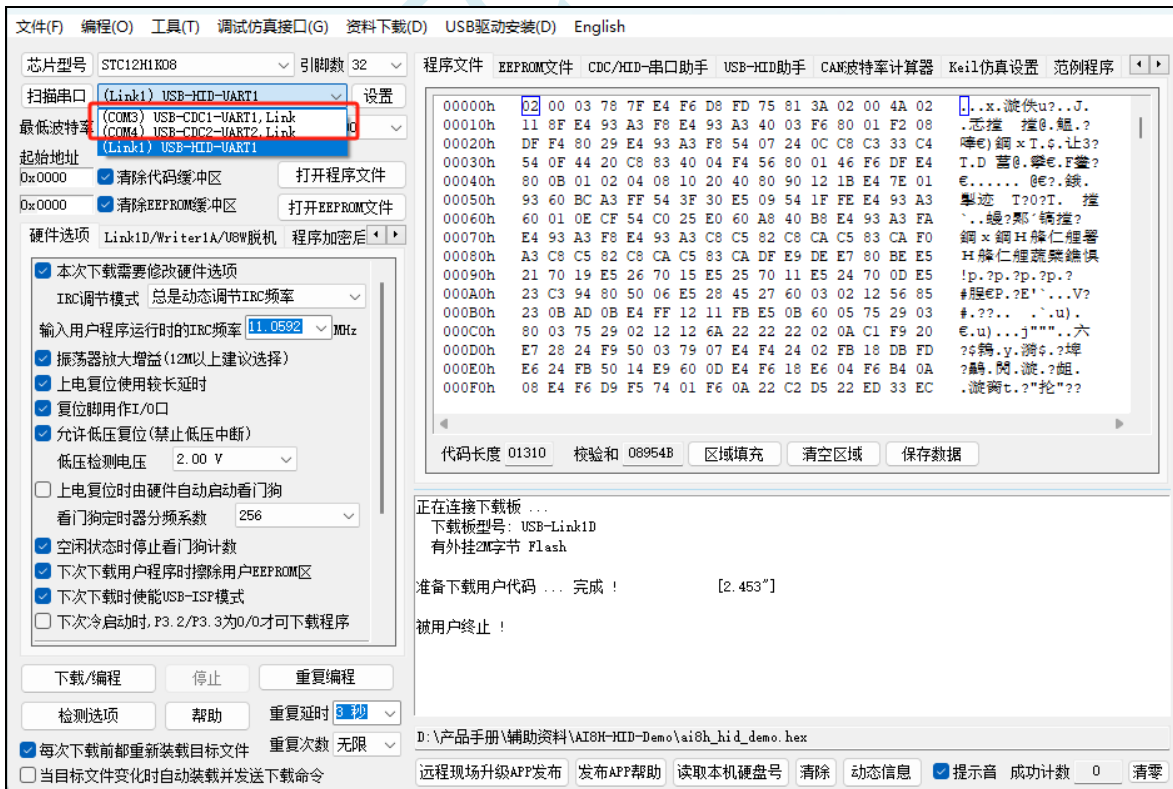 文件(F) 编程(O) 工具(T) 调试仿真接口(G) 资料下载(D) USB驱动安装(D) English
芯片型号 STC12H1K08 引脚数 32
扫描串口 (Link1) USB-HID-UART1 设置
(COM3) USB-CDC1-UART1,Link
(COM4) USB-CDC2-UART2,Link
(Link1) USB-HID-UART1
最低波特率
起始地址
0x0000 清除代码缓冲区 打开程序文件
0x0000 清除EEPROM缓冲区 打开EEPROM文件
硬件选项 Link1D/Writer1A/U8W脱机 程序加密后
本次下载需要修改硬件选项
IRC调节模式 总是动态调节IRC频率
输入用户程序运行时的IRC频率 11.0592 MHz
振荡器放大增益(12M以上建议选择)
上电复位使用较长延时
复位脚用作I/O口
允许低压复位(禁止低压中断)
低压检测电压 2.00 V
上电复位时由硬件自动启动看门狗
看门狗定时器分频系数 256
空闲状态时停止看门狗计数
下次下载用户程序时擦除用户EEPROM区
下次下载时使能USB-ISP模式
下次冷启动时,P3.2/P3.3为0/0才可下载程序
下载/编程 停止 重复编程
检测选项 帮助 重复延时 3 秒
每次下载前都重新装载目标文件 重复次数 无限
当目标文件变化时自动装载并发送下载命令
程序文件 EEPROM文件 CDC/HID-串口助手 USB-HID助手 CAN波特率计算器 Keil仿真设置 范例程序
00000h 02 00 03 78 7F E4 F6 D8 FD 75 81 3A 02 00 4A 02
00010h 11 8F E4 93 A3 F8 E4 93 A3 40 03 F6 80 01 F2 08
00020h DF F4 80 29 E4 93 A3 F8 54 07 24 0C C8 C3 33 C4
00030h 54 0F 44 20 C8 83 40 04 F4 56 80 01 46 F6 DF E4
00040h 80 0B 01 02 04 08 10 20 40 80 90 12 1B E4 7E 01
00050h 93 60 BC A3 FF 54 3F 30 E5 09 54 1F FE E4 93 A3
00060h 60 01 0E CF 54 C0 25 E0 60 A8 40 B8 E4 93 A3 FA
00070h E4 93 A3 F8 E4 93 A3 C8 C5 82 C8 CA C5 83 CA F0
00080h A3 C8 C5 82 C8 CA C5 83 CA DF E9 DE E7 80 BE E5
00090h 21 70 19 E5 26 70 15 E5 25 70 11 E5 24 70 0D E5 !p.?p.?p.?p.?
000A0h 23 C3 94 80 50 06 E5 28 45 27 60 03 02 12 56 85
000B0h 23 0B AD 0B E4 FF 12 11 FB E5 0B 60 05 75 29 03
000C0h 80 03 75 29 02 12 12 6A 22 22 22 02 0A C1 F9 20
000D0h E7 28 24 F9 50 03 79 07 E4 F4 24 02 FB 18 DB FD
000E0h E6 24 FB 50 14 E9 60 0D E4 F6 18 E6 04 F6 B4 0A
000F0h 08 E4 F6 D9 F5 74 01 F6 0A 22 C2 D5 22 ED 33 EC
代码长度 01310 校验和 08954B 区域填充 清空区域 保存数据
正在连接下载板 ...
下载板型号: USB-Link1D
有外挂2M字节 Flash
准备下载用户代码 ... 完成 ! [2.453"]
被用户终止 !
D:\产品手册\辅助资料\AI8H-HID-Demo\ai8h_hid_demo.hex
远程现场升级APP发布 发布APP帮助 读取本机硬盘号 清除 动态信息 提示音 成功计数 0 清零